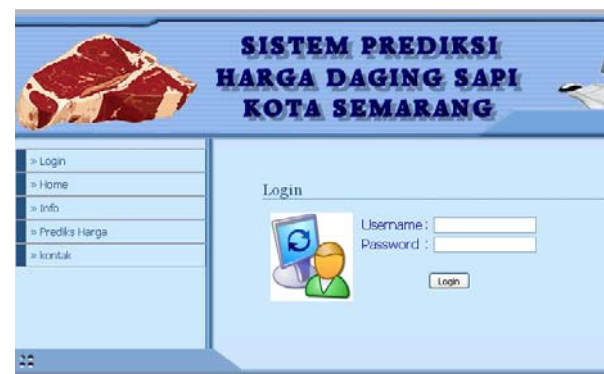 SISTEM PREDIKSI
HARGA DAGING SAPI
KOTA SEMARANG
» Login
» Home
» Info
» Prediks Harga
» kontak
Login
Username :
Password :
Login